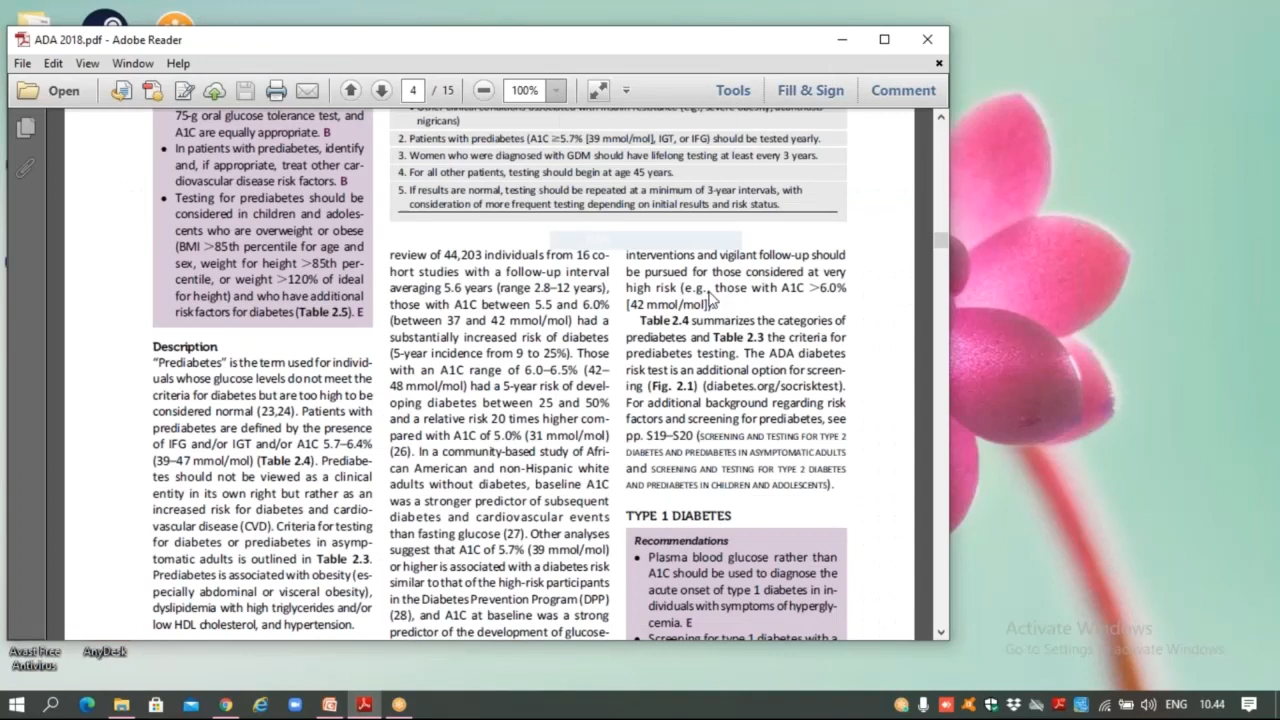 ADA 2018.pdf - Adobe Reader
File Edit View Window Help
Open
4 / 15
100%
Tools
Fill & Sign
Comment
75-g oral glucose tolerance test, and
A1C are equally appropriate. B
• In patients with prediabetes, identify
and, if appropriate, treat other car-
diovascular disease risk factors. B
• Testing for prediabetes should be
considered in children and adoles-
cents who are overweight or obese
(BMI >85th percentile for age and
sex, weight for height >85th per-
centile, or weight >120% of ideal
for height) and who have additional
risk factors for diabetes (Table 2.5). E
Description
“Prediabetes” is the term used for individ-
uals whose glucose levels do not meet the
criteria for diabetes but are too high to be
considered normal (23,24). Patients with
prediabetes are defined by the presence
of IFG and/or IGT and/or A1C 5.7–6.4%
(39–47 mmol/mol) (Table 2.4). Prediabe-
tes should not be viewed as a clinical
entity in its own right but rather as an
increased risk for diabetes and cardio-
vascular disease (CVD). Criteria for testing
for diabetes or prediabetes in asymp-
tomatic adults is outlined in Table 2.3.
Prediabetes is associated with obesity (es-
pecially abdominal or visceral obesity),
dyslipidemia with high triglycerides and/or
low HDL cholesterol, and hypertension.
• Other clinical conditions associated with insulin resistance (e.g., severe obesity, acanthosis
nigricans)
2. Patients with prediabetes (A1C ≥5.7% [39 mmol/mol], IGT, or IFG) should be tested yearly.
3. Women who were diagnosed with GDM should have lifelong testing at least every 3 years.
4. For all other patients, testing should begin at age 45 years.
5. If results are normal, testing should be repeated at a minimum of 3-year intervals, with
consideration of more frequent testing depending on initial results and risk status.
review of 44,203 individuals from 16 co-
hort studies with a follow-up interval
averaging 5.6 years (range 2.8–12 years),
those with A1C between 5.5 and 6.0%
(between 37 and 42 mmol/mol) had a
substantially increased risk of diabetes
(5-year incidence from 9 to 25%). Those
with an A1C range of 6.0–6.5% (42–
48 mmol/mol) had a 5-year risk of devel-
oping diabetes between 25 and 50%
and a relative risk 20 times higher com-
pared with A1C of 5.0% (31 mmol/mol)
(26). In a community-based study of Afri-
can American and non-Hispanic white
adults without diabetes, baseline A1C
was a stronger predictor of subsequent
diabetes and cardiovascular events
than fasting glucose (27). Other analyses
suggest that A1C of 5.7% (39 mmol/mol)
or higher is associated with a diabetes risk
similar to that of the high-risk participants
in the Diabetes Prevention Program (DPP)
(28), and A1C at baseline was a strong
predictor of the development of glucose-
interventions and vigilant follow-up should
be pursued for those considered at very
high risk (e.g., those with A1C >6.0%
[42 mmol/mol]).
Table 2.4 summarizes the categories of
prediabetes and Table 2.3 the criteria for
prediabetes testing. The ADA diabetes
risk test is an additional option for screen-
ing (Fig. 2.1) (diabetes.org/socrisktest).
For additional background regarding risk
factors and screening for prediabetes, see
pp. S19–S20 (SCREENING AND TESTING FOR TYPE 2
DIABETES AND PREDIABETES IN ASYMPTOMATIC ADULTS
and SCREENING AND TESTING FOR TYPE 2 DIABETES
AND PREDIABETES IN CHILDREN AND ADOLESCENTS).
TYPE 1 DIABETES
Recommendations
• Plasma blood glucose rather than
A1C should be used to diagnose the
acute onset of type 1 diabetes in in-
dividuals with symptoms of hypergly-
cemia. E
• Screening for type 1 diabetes with a
Avast Free
Antivirus
AnyDesk
Activate Windows
Go to Settings to activate Windows.
ENG
10.44